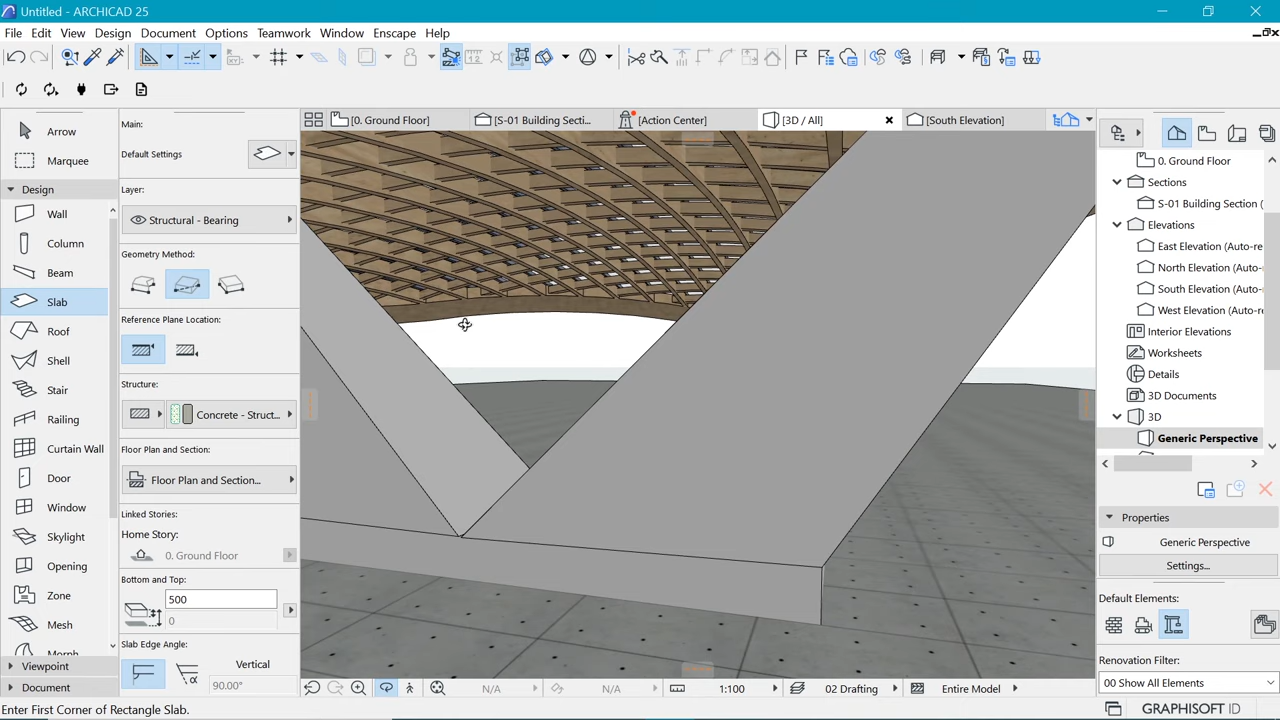 Untitled - ARCHICAD 25
File Edit View Design Document Options Teamwork Window Enscape Help
[0. Ground Floor]
[S-01 Building Secti...
[Action Center]
[3D / All]
[South Elevation]
Arrow
Marquee
Design
Wall
Column
Beam
Slab
Roof
Shell
Stair
Railing
Curtain Wall
Door
Window
Skylight
Opening
Zone
Mesh
Morph
Viewpoint
Document
Main:
Default Settings
Layer:
Structural - Bearing
Geometry Method:
Reference Plane Location:
Structure:
Concrete - Struct...
Floor Plan and Section:
Floor Plan and Section...
Linked Stories:
Home Story:
0. Ground Floor
Bottom and Top:
500
0
Slab Edge Angle:
Vertical
90.00°
0. Ground Floor
Sections
S-01 Building Section (
Elevations
East Elevation (Auto-re
North Elevation (Auto-
South Elevation (Auto-r
West Elevation (Auto-re
Interior Elevations
Worksheets
Details
3D Documents
3D
Generic Perspective
Properties
Generic Perspective
Settings...
Default Elements:
Renovation Filter:
00 Show All Elements
N/A
N/A
1:100
02 Drafting
Entire Model
Enter First Corner of Rectangle Slab.
GRAPHISOFT ID